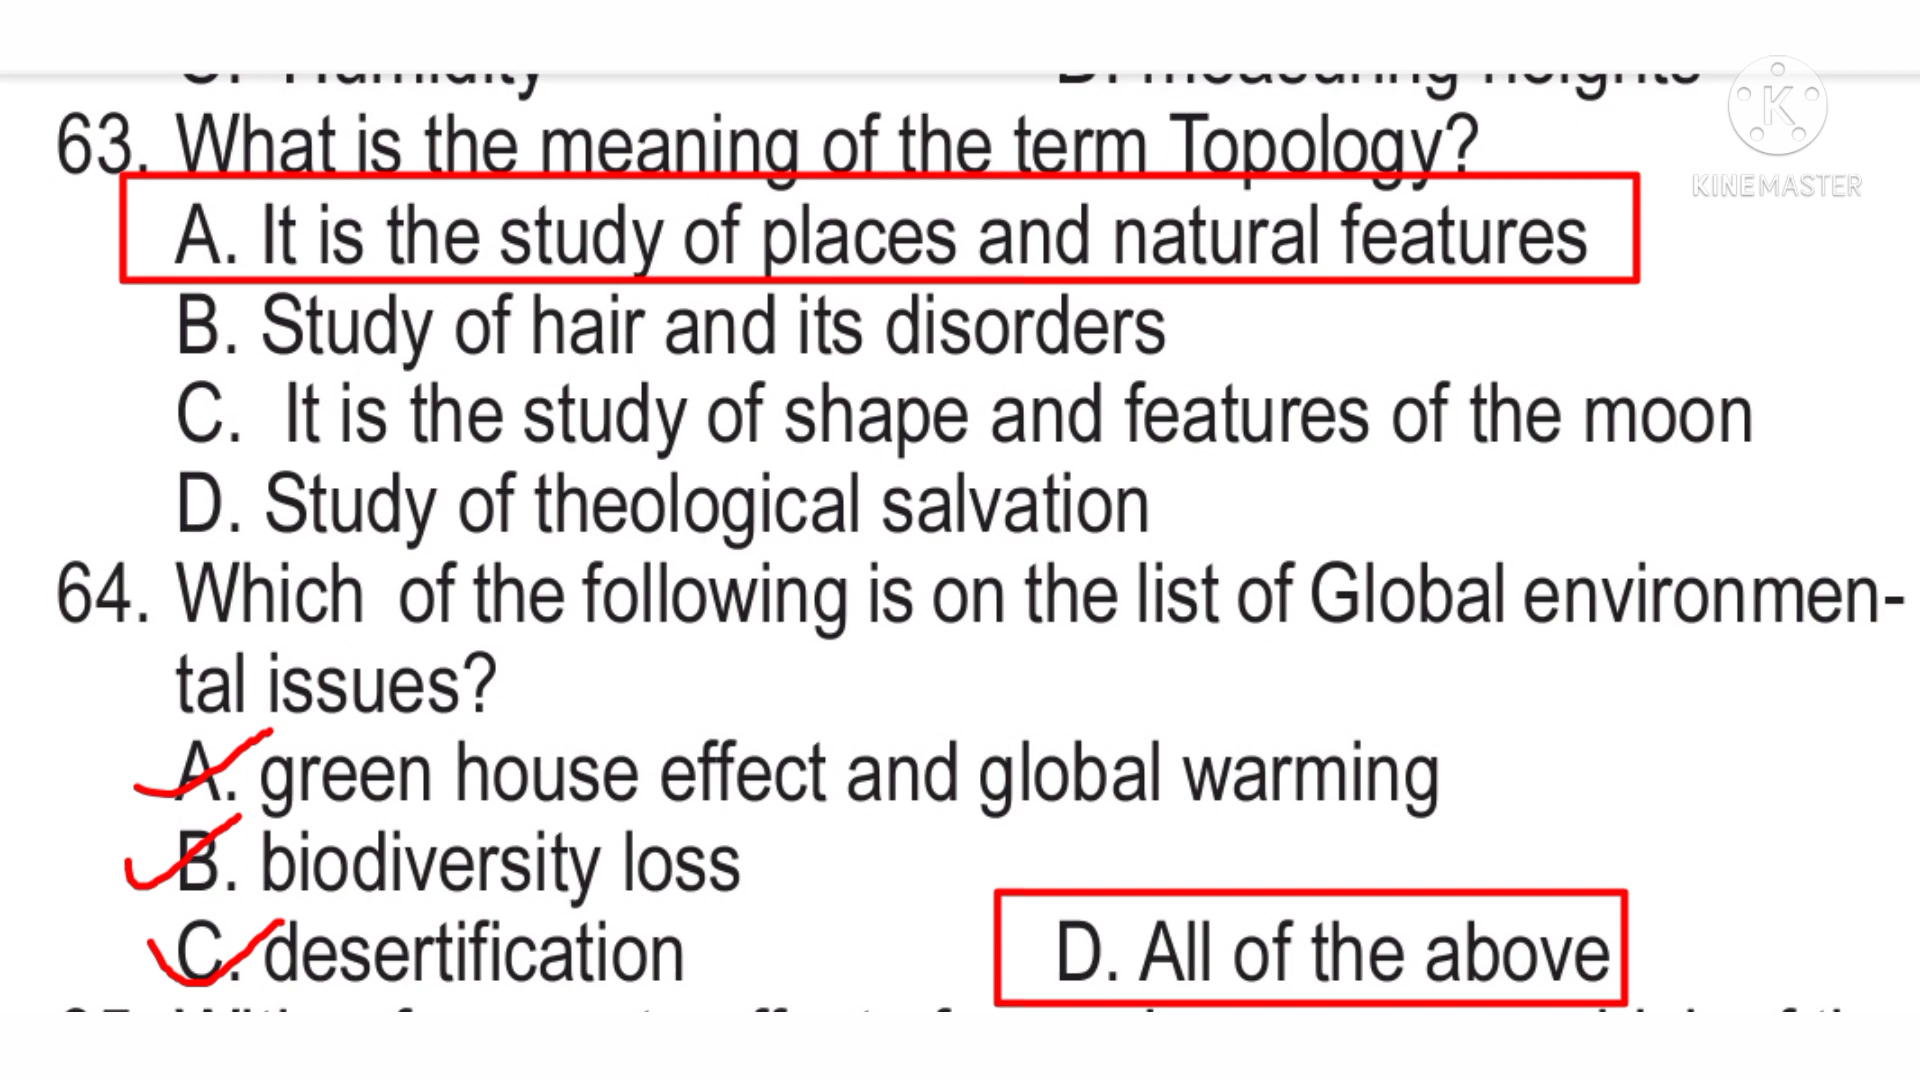 C. Humidity D. measuring heights
63. What is the meaning of the term Topology?
KINEMASTER
A. It is the study of places and natural features
B. Study of hair and its disorders
C. It is the study of shape and features of the moon
D. Study of theological salvation
64. Which of the following is on the list of Global environmen-
tal issues?
A. green house effect and global warming
B. biodiversity loss
C. desertification D. All of the above